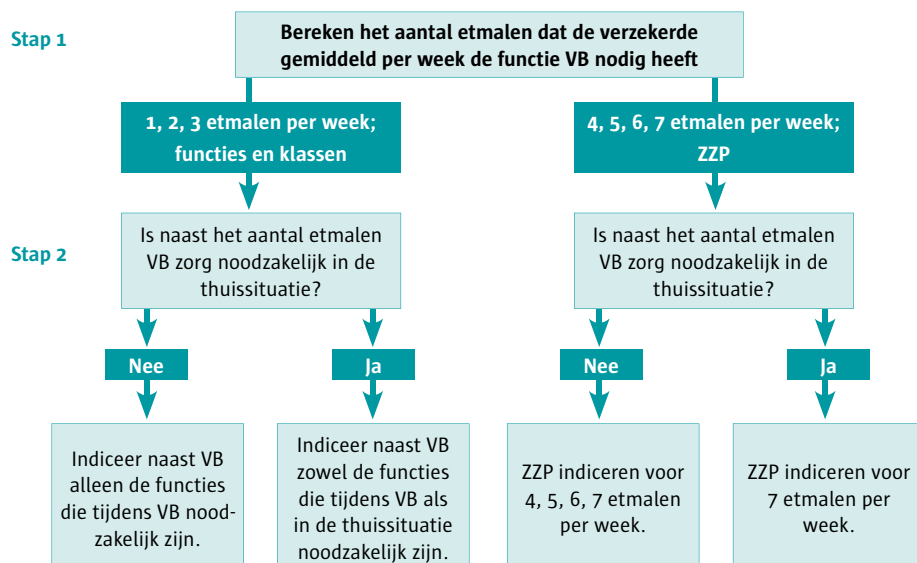 Stap 1
Bereken het aantal etmalen dat de verzekerde
gemiddeld per week de functie VB nodig heeft
1, 2, 3 etmalen per week;
functies en klassen
4, 5, 6, 7 etmalen per week;
ZZP
Stap 2
Is naast het aantal etmalen
VB zorg noodzakelijk in de
thuissituatie?
Is naast het aantal etmalen
VB zorg noodzakelijk in de
thuissituatie?
Nee
Ja
Nee
Ja
Indiceer naast VB
alleen de functies
die tijdens VB nood-
zakelijk zijn.
Indiceer naast VB
zowel de functies
die tijdens VB als
in de thuissituatie
noodzakelijk zijn.
ZZP indiceren voor
4, 5, 6, 7 etmalen
per week.
ZZP indiceren voor
7 etmalen per
week.